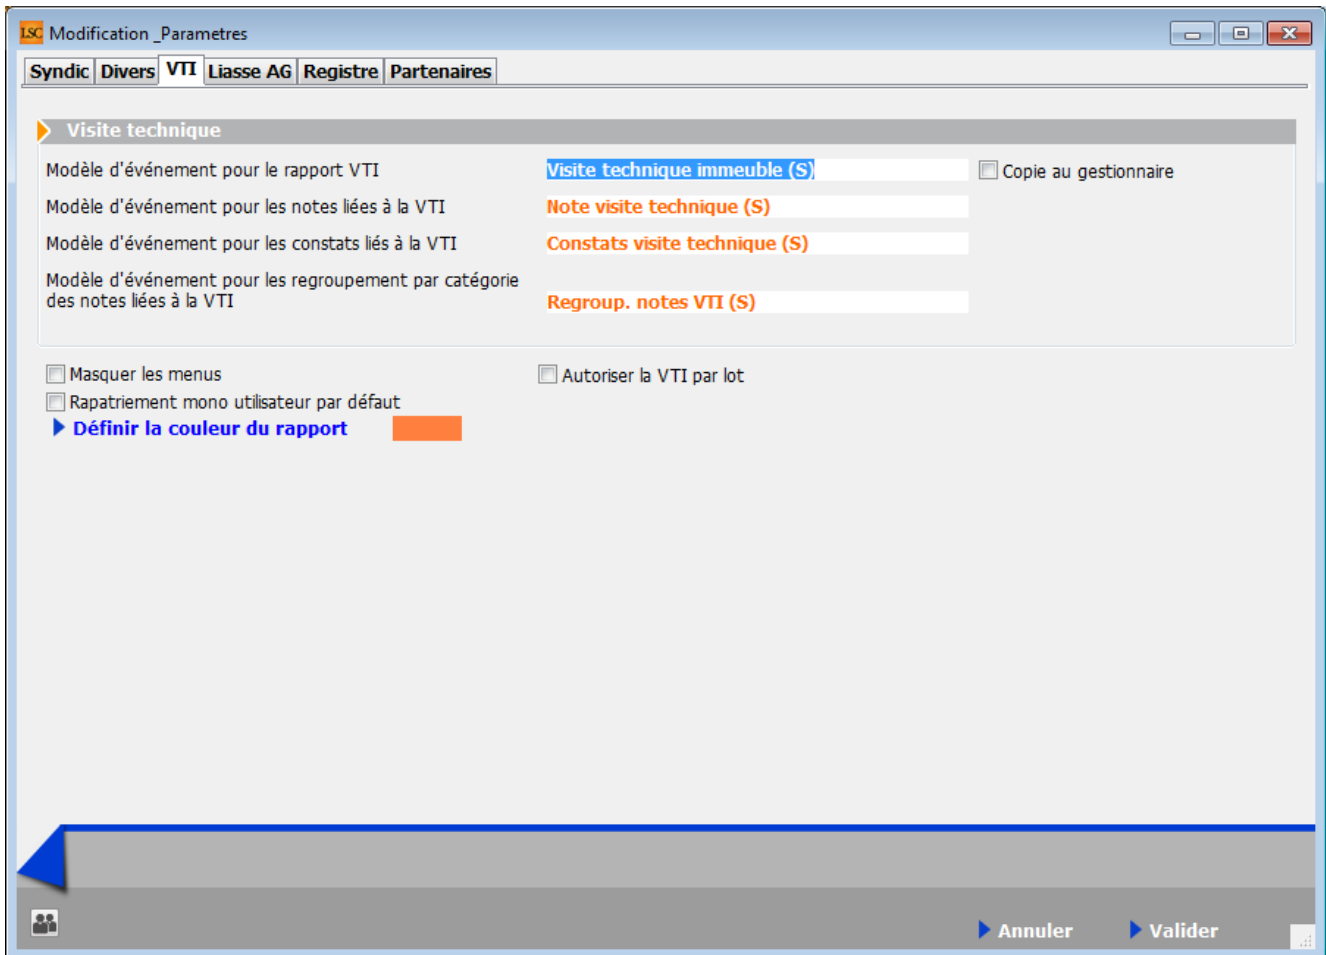 LSC Modification _Parametres
Syndic Divers VTI Liasse AG Registre Partenaires
Visite technique
Modèle d'événement pour le rapport VTI Visite technique immeuble (S) Copie au gestionnaire
Modèle d'événement pour les notes liées à la VTI Note visite technique (S)
Modèle d'événement pour les constats liés à la VTI Constats visite technique (S)
Modèle d'événement pour les regroupement par catégorie
des notes liées à la VTI Regroup. notes VTI (S)
Masquer les menus Autoriser la VTI par lot
Rapatriement mono utilisateur par défaut
Définir la couleur du rapport
Annuler Valider